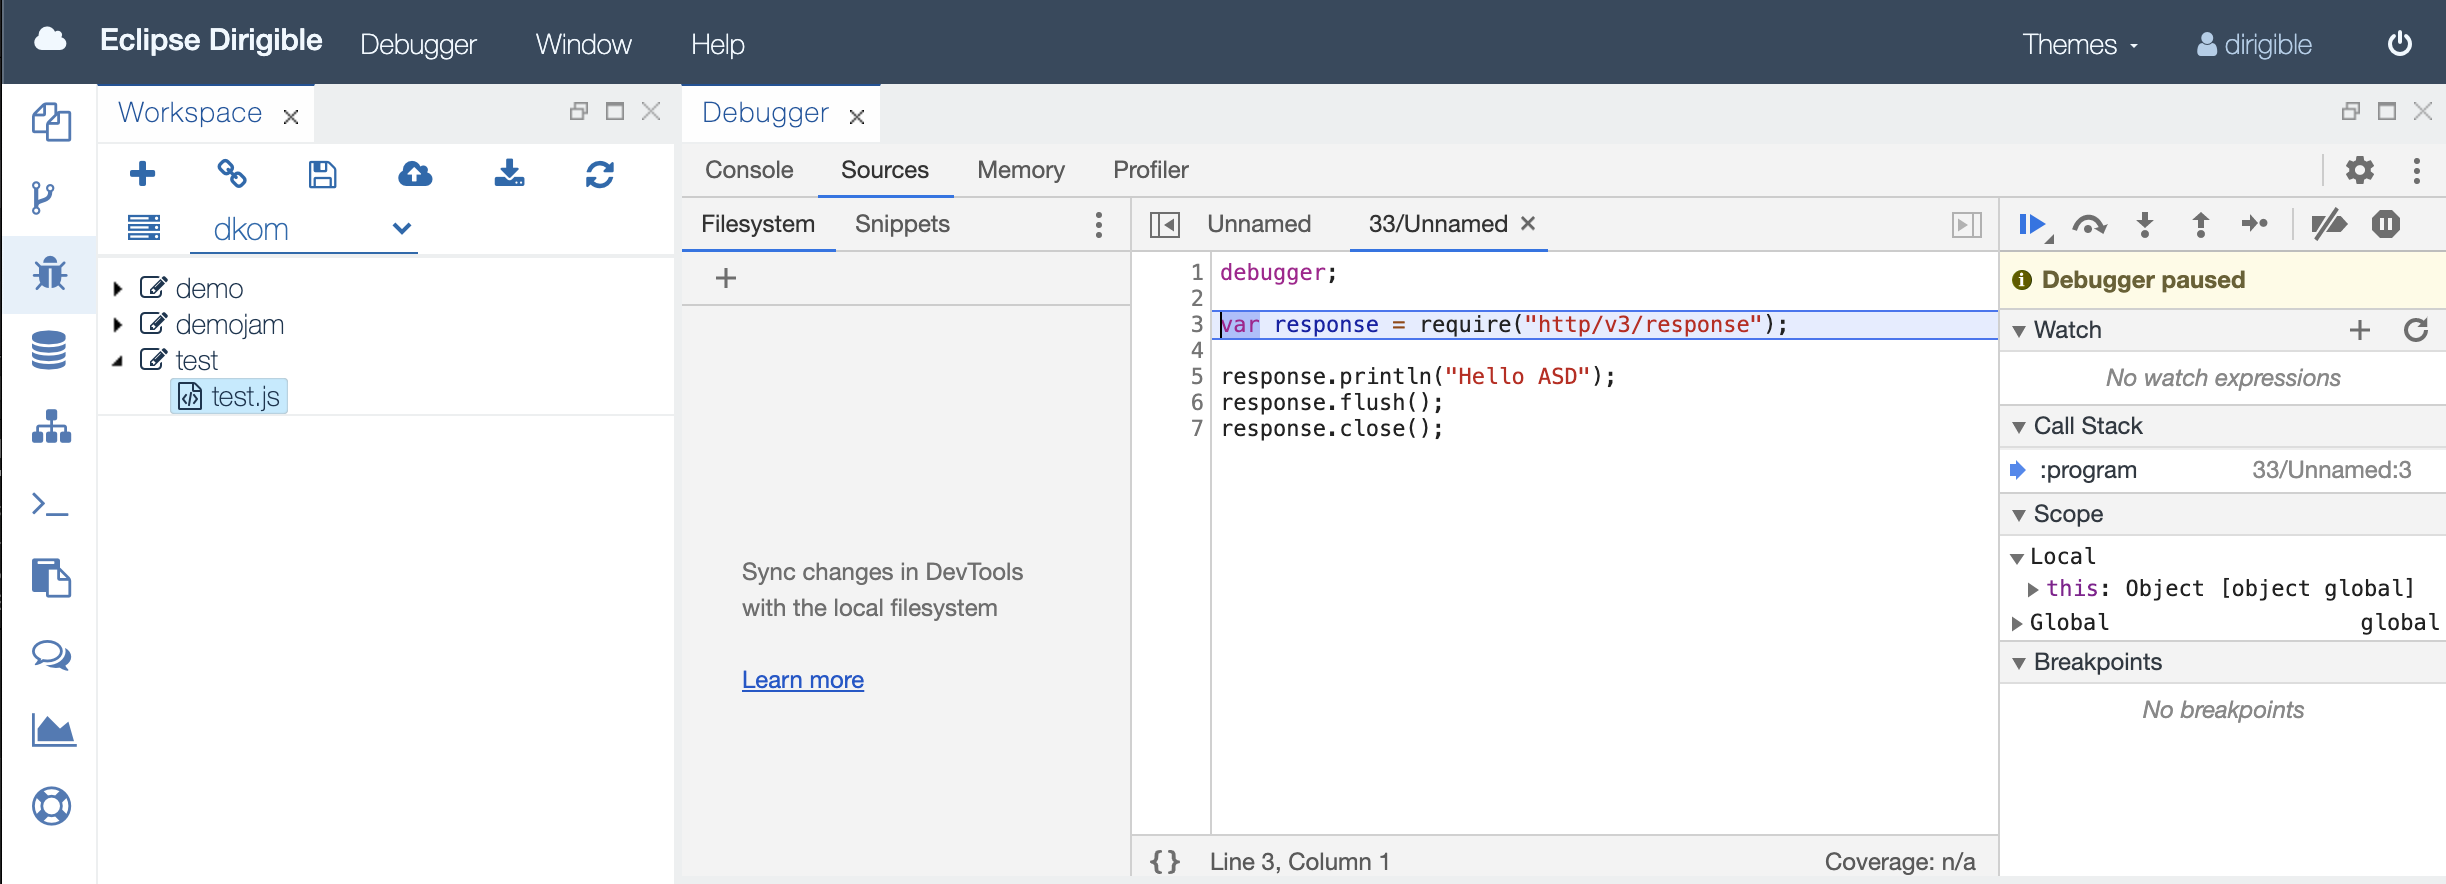 Eclipse Dirigible Debugger Window Help Themes dirigible
Workspace
dkom
demo
demojam
test
test.js
Debugger
Console Sources Memory Profiler
Filesystem Snippets
Sync changes in DevTools
with the local filesystem
Learn more
Unnamed 33/Unnamed
1 debugger;
2
3 var response = require("http/v3/response");
4
5 response.println("Hello ASD");
6 response.flush();
7 response.close();
{} Line 3, Column 1 Coverage: n/a
Debugger paused
Watch
No watch expressions
Call Stack
:program 33/Unnamed:3
Scope
Local
this: Object [object global]
Global global
Breakpoints
No breakpoints